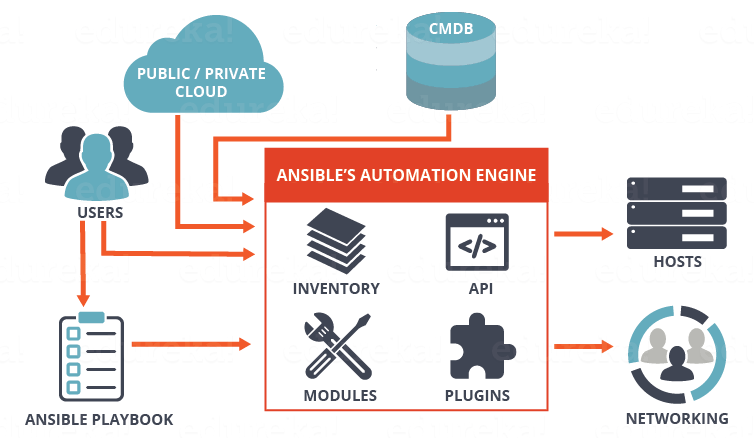 PUBLIC / PRIVATE
CLOUD
CMDB
edureka!
USERS
ANSIBLE'S AUTOMATION ENGINE
INVENTORY
API
HOSTS
MODULES
PLUGINS
ANSIBLE PLAYBOOK
NETWORKING